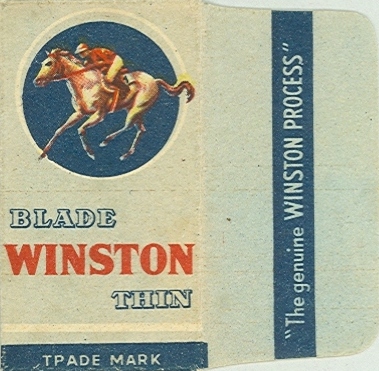 BLADE
WINSTON
THIN
TPADE MARK
"The genuine WINSTON PROCESS"